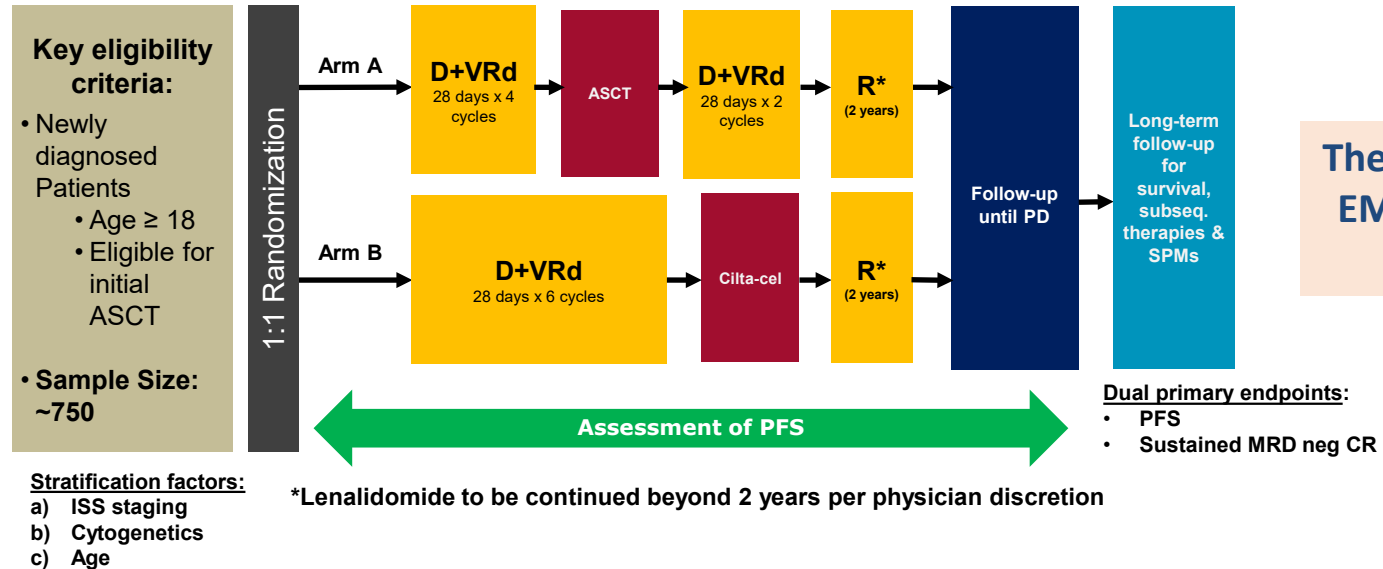 Key eligibility
criteria:
• Newly
diagnosed
Patients
• Age ≥ 18
• Eligible for
initial
ASCT
• Sample Size:
~750
1:1 Randomization
Arm A
D+VRd
28 days x 4
cycles
ASCT
D+VRd
28 days x 2
cycles
R*
(2 years)
Arm B
D+VRd
28 days x 6 cycles
Cilta-cel
R*
(2 years)
Follow-up
until PD
Long-term
follow-up
for
survival,
subseq.
therapies &
SPMs
The
EM
Assessment of PFS
Dual primary endpoints:
• PFS
• Sustained MRD neg CR
Stratification factors:
a) ISS staging
b) Cytogenetics
c) Age
*Lenalidomide to be continued beyond 2 years per physician discretion